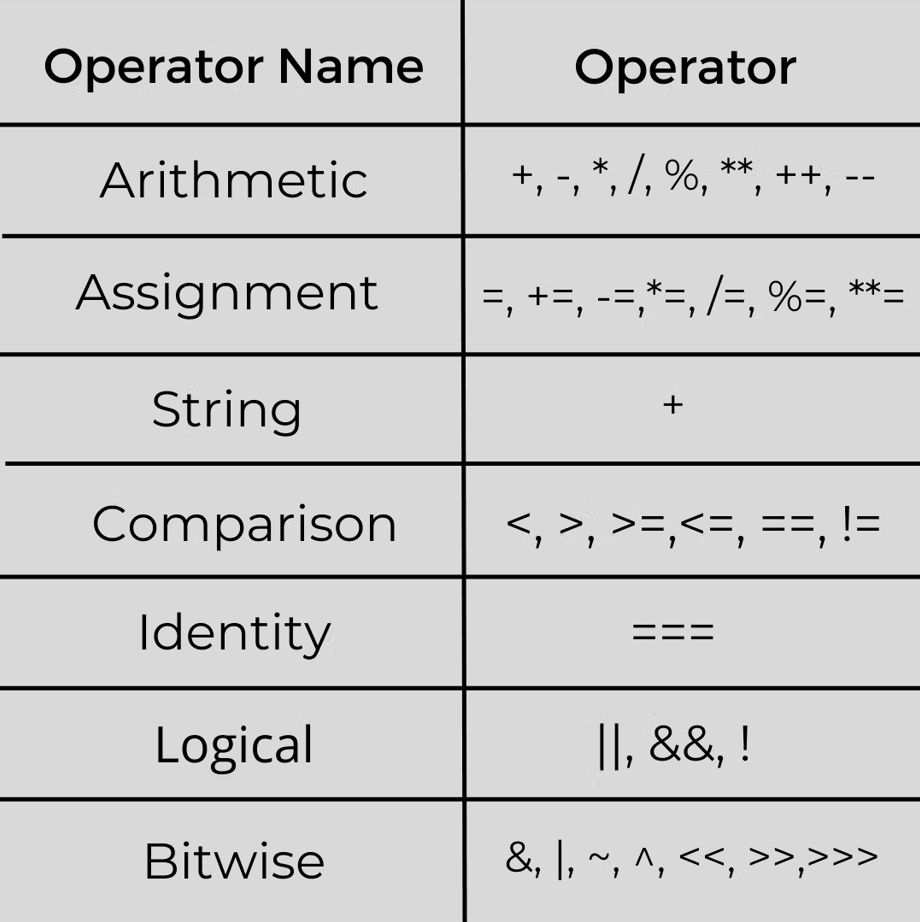 Operator Name Operator
Arithmetic +, -, *, /, %, **, ++, --
Assignment =, +=, -=,*=, /=, %=, **=
String +
Comparison <, >, >=,<=, ==, !=
Identity ===
Logical ||, &&, !
Bitwise &, |, ~, ^, <<, >>,>>>